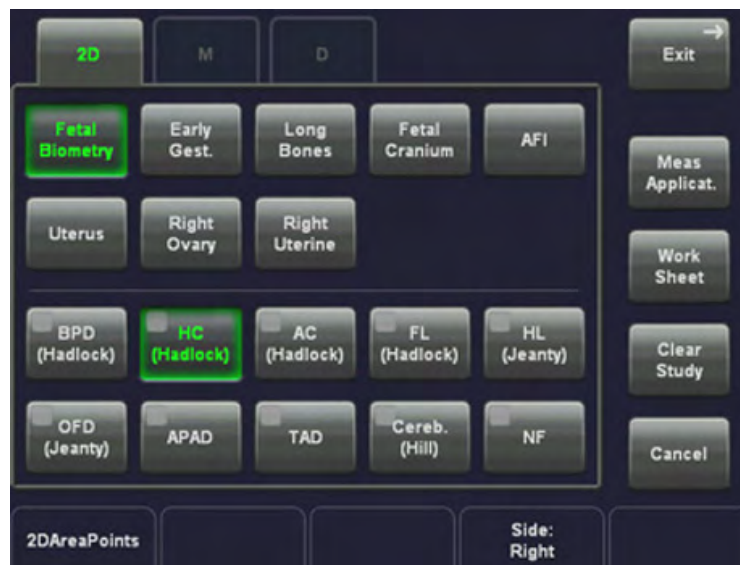 2D
M
D
Exit
Fetal
Biometry
Early
Gest.
Long
Bones
Fetal
Cranium
AFI
Meas
Applicat.
Uterus
Right
Ovary
Right
Uterine
Work
Sheet
BPD
(Hadlock)
HC
(Hadlock)
AC
(Hadlock)
FL
(Hadlock)
HL
(Jeanty)
Clear
Study
OFD
(Jeanty)
APAD
TAD
Cereb.
(Hill)
NF
Cancel
2DAreaPoints
Side:
Right